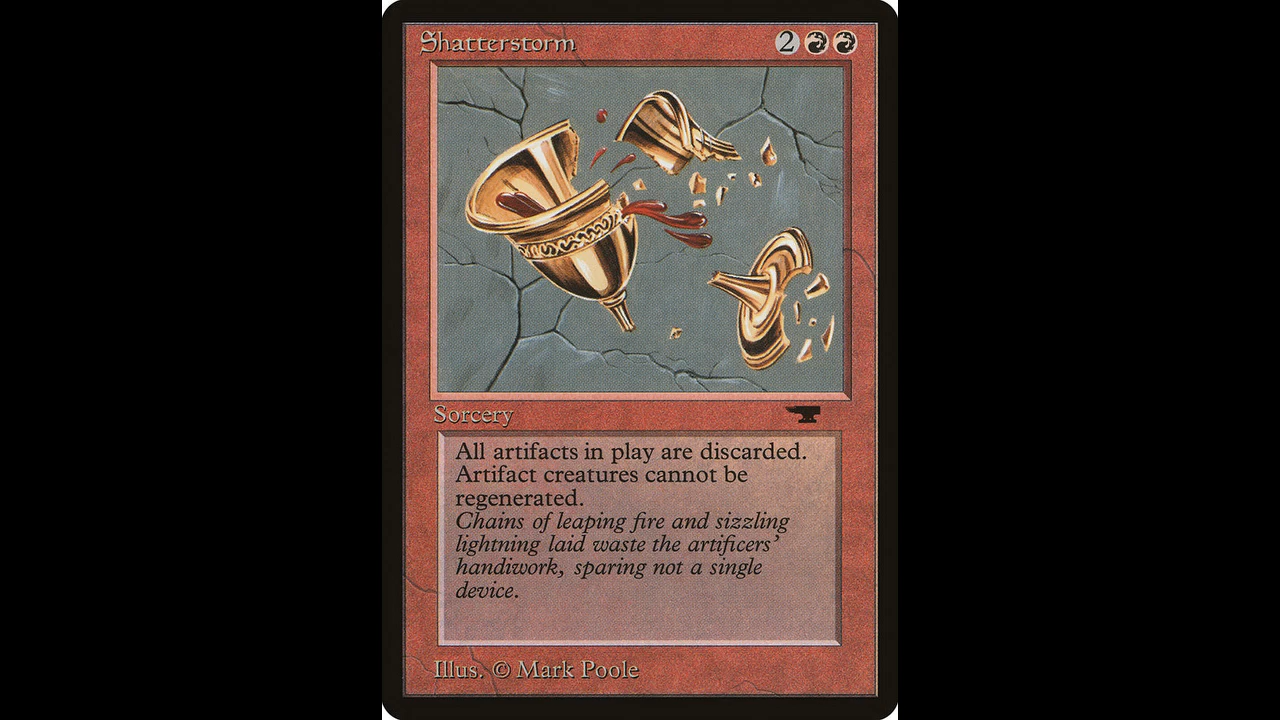 Shatterstorm 2
Sorcery
All artifacts in play are discarded.
Artifact creatures cannot be
regenerated.
Chains of leaping fire and sizzling
lightning laid waste the artificers’
handiwork, sparing not a single
device.
Illus. © Mark Poole